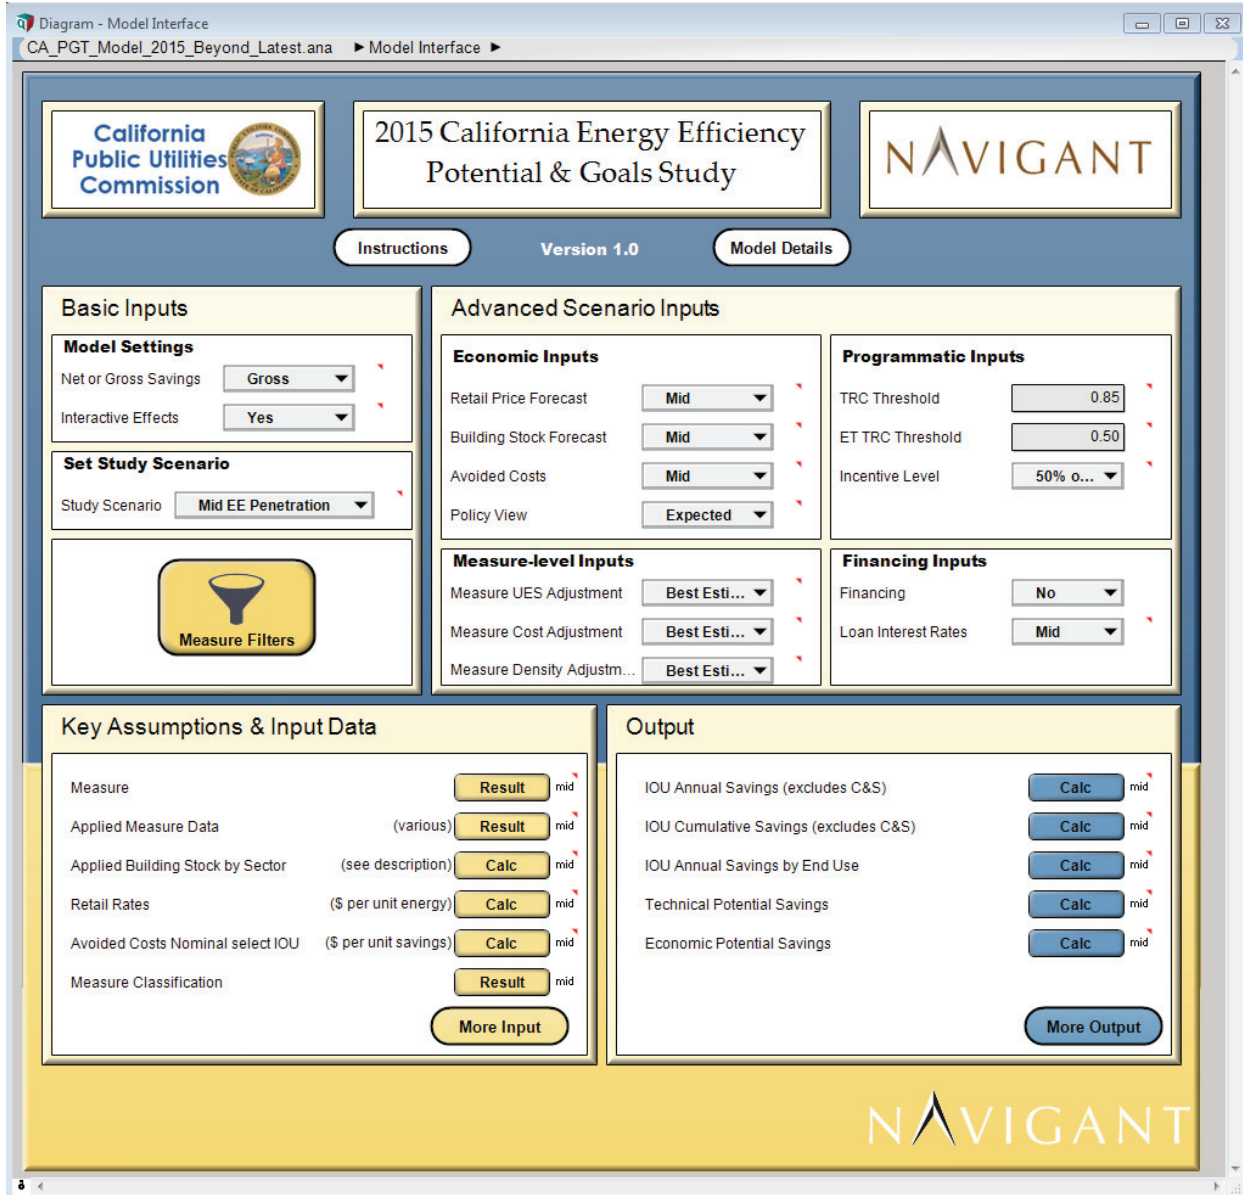 Diagram - Model Interface
CA_PGT_Model_2015_Beyond_Latest.ana ▶ Model Interface ▶
California
Public Utilities
Commission
2015 California Energy Efficiency
Potential & Goals Study
NAVIGANT
Instructions
Version 1.0
Model Details
Basic Inputs
Model Settings
Net or Gross Savings Gross
Interactive Effects Yes
Set Study Scenario
Study Scenario Mid EE Penetration
Measure Filters
Advanced Scenario Inputs
Economic Inputs
Retail Price Forecast Mid
Building Stock Forecast Mid
Avoided Costs Mid
Policy View Expected
Programmatic Inputs
TRC Threshold 0.85
ET TRC Threshold 0.50
Incentive Level 50% o...
Measure-level Inputs
Measure UES Adjustment Best Esti...
Measure Cost Adjustment Best Esti...
Measure Density Adjustm... Best Esti...
Financing Inputs
Financing No
Loan Interest Rates Mid
Key Assumptions & Input Data
Measure Result mid
Applied Measure Data (various) Result mid
Applied Building Stock by Sector (see description) Calc mid
Retail Rates ($ per unit energy) Calc mid
Avoided Costs Nominal select IOU ($ per unit savings) Calc mid
Measure Classification Result mid
More Input
Output
IOU Annual Savings (excludes C&S) Calc mid
IOU Cumulative Savings (excludes C&S) Calc mid
IOU Annual Savings by End Use Calc mid
Technical Potential Savings Calc mid
Economic Potential Savings Calc mid
More Output
NAVIGANT